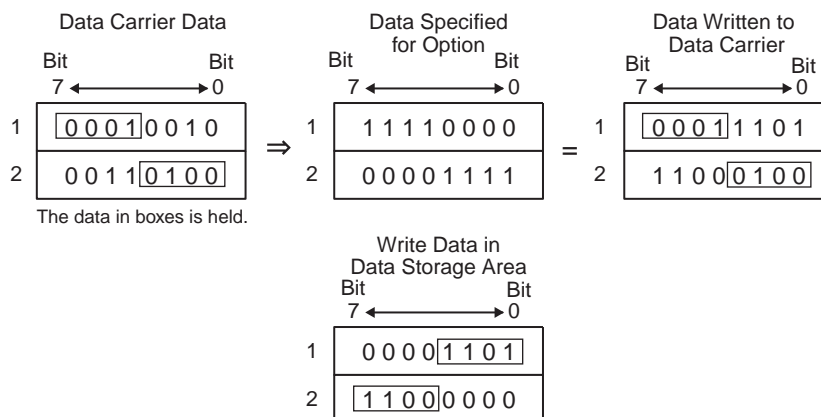 Data Carrier Data
Bit Bit
7 0
1 0 0 0 1 0 0 1 0
2 0 0 1 1 0 1 0 0
The data in boxes is held.
⇒
Data Specified
for Option
Bit Bit
7 0
1 1 1 1 1 0 0 0 0
2 0 0 0 0 1 1 1 1
=
Data Written to
Data Carrier
Bit Bit
7 0
1 0 0 0 1 1 1 0 1
2 1 1 0 0 0 1 0 0
Write Data in
Data Storage Area
Bit Bit
7 0
1 0 0 0 0 1 1 0 1
2 1 1 0 0 0 0 0 0